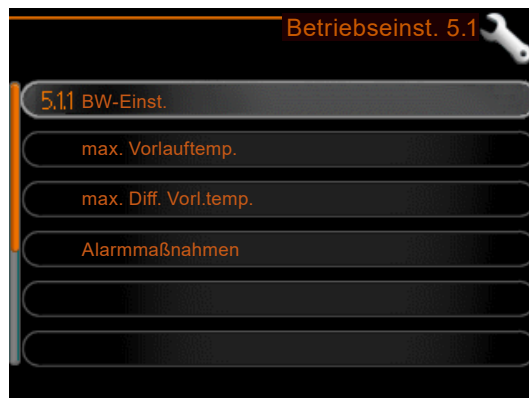 Betriebseinst. 5.1
5.1.1 BW-Einst.
max. Vorlauftemp.
max. Diff. Vorl.temp.
Alarmmaßnahmen